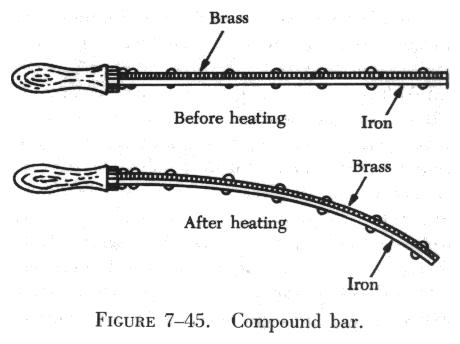 Brass
Before heating
Iron
Brass
After heating
Iron
FIGURE 7–45. Compound bar.